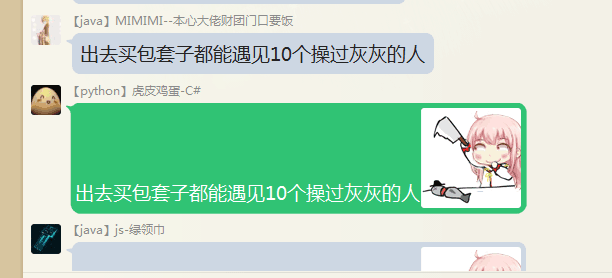 【java】MIMIMI--本心大佬财团门口要饭
出去买包套子都能遇见10个操过灰灰的人
【python】虎皮鸡蛋-C#
出去买包套子都能遇见10个操过灰灰的人
【java】js-绿领巾